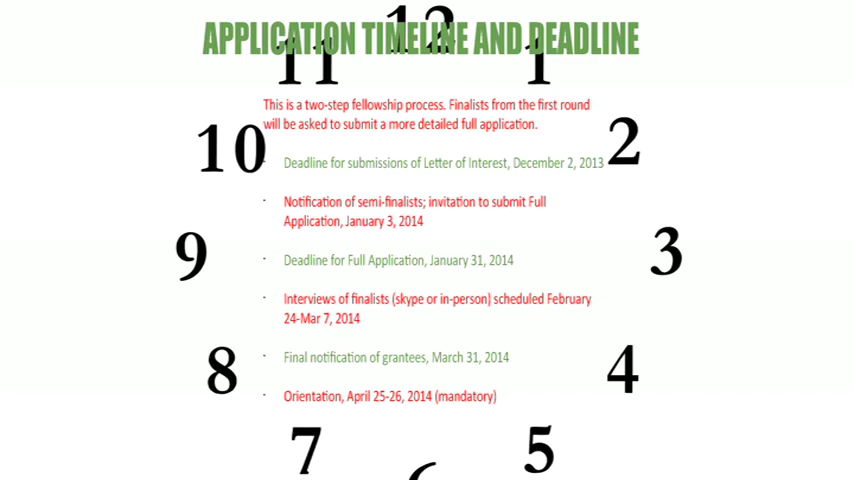 12
APPLICATION TIMELINE AND DEADLINE
11
1
This is a two-step fellowship process. Finalists from the first round
will be asked to submit a more detailed full application.
10
2
· Deadline for submissions of Letter of Interest, December 2, 2013
· Notification of semi-finalists; invitation to submit Full
Application, January 3, 2014
9
3
· Deadline for Full Application, January 31, 2014
· Interviews of finalists (skype or in-person) scheduled February
24-Mar 7, 2014
8
4
· Final notification of grantees, March 31, 2014
· Orientation, April 25-26, 2014 (mandatory)
7
5
6